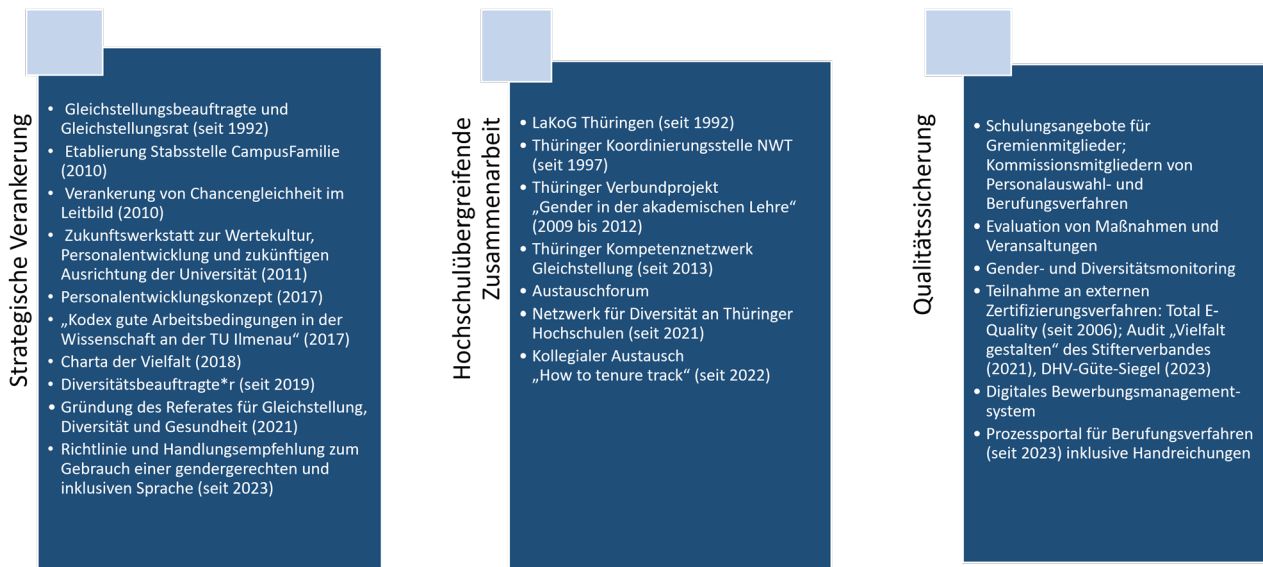 Strategische Verankerung
• Gleichstellungsbeauftragte und
Gleichstellungsrat (seit 1992)
• Etablierung Stabsstelle CampusFamilie
(2010)
• Verankerung von Chancengleichheit im
Leitbild (2010)
• Zukunftswerkstatt zur Wertekultur,
Personalentwicklung und zukünftigen
Ausrichtung der Universität (2011)
• Personalentwicklungskonzept (2017)
• „Kodex gute Arbeitsbedingungen in der
Wissenschaft an der TU Ilmenau“ (2017)
• Charta der Vielfalt (2018)
• Diversitätsbeauftragte*r (seit 2019)
• Gründung des Referates für Gleichstellung,
Diversität und Gesundheit (2021)
• Richtlinie und Handlungsempfehlung zum
Gebrauch einer gendergerechten und
inklusiven Sprache (seit 2023)
Hochschulübergreifende
Zusammenarbeit
• LaKoG Thüringen (seit 1992)
• Thüringer Koordinierungsstelle NWT
(seit 1997)
• Thüringer Verbundprojekt
„Gender in der akademischen Lehre“
(2009 bis 2012)
• Thüringer Kompetenznetzwerk
Gleichstellung (seit 2013)
• Austauschforum
• Netzwerk für Diversität an Thüringer
Hochschulen (seit 2021)
• Kollegialer Austausch
„How to tenure track“ (seit 2022)
Qualitätssicherung
• Schulungsangebote für
Gremienmitglieder;
Kommissionsmitgliedern von
Personalauswahl- und
Berufungsverfahren
• Evaluation von Maßnahmen und
Veransaltungen
• Gender- und Diversitätsmonitoring
• Teilnahme an externen
Zertifizierungsverfahren: Total E-
Quality (seit 2006); Audit „Vielfalt
gestalten“ des Stifterverbandes
(2021), DHV-Güte-Siegel (2023)
• Digitales Bewerbungsmanagement-
system
• Prozessportal für Berufungsverfahren
(seit 2023) inklusive Handreichungen